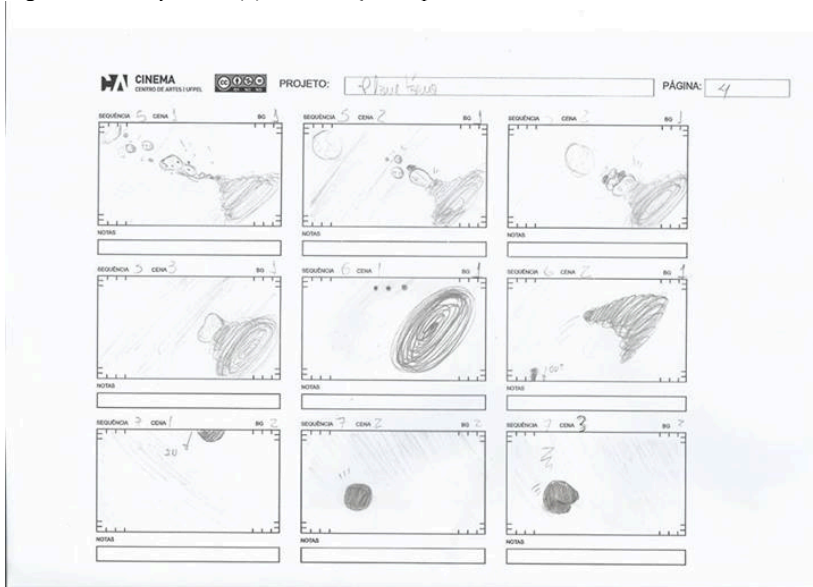 CINEMA
CENTRO DE ARTES | UFPEL
PROJETO:
PÁGINA: 4
SEQUÊNCIA 5 CENA 1 BG 1
SEQUÊNCIA 5 CENA 2 BG 1
SEQUÊNCIA CENA BG 1
NOTAS
NOTAS
NOTAS
SEQUÊNCIA 5 CENA 3 BG 1
SEQUÊNCIA 6 CENA 1 BG 1
SEQUÊNCIA 6 CENA 2 BG 1
NOTAS
NOTAS
NOTAS
SEQUÊNCIA 7 CENA 1 BG 2
SEQUÊNCIA 7 CENA 2 BG 2
SEQUÊNCIA 7 CENA 3 BG 2
NOTAS
NOTAS
NOTAS